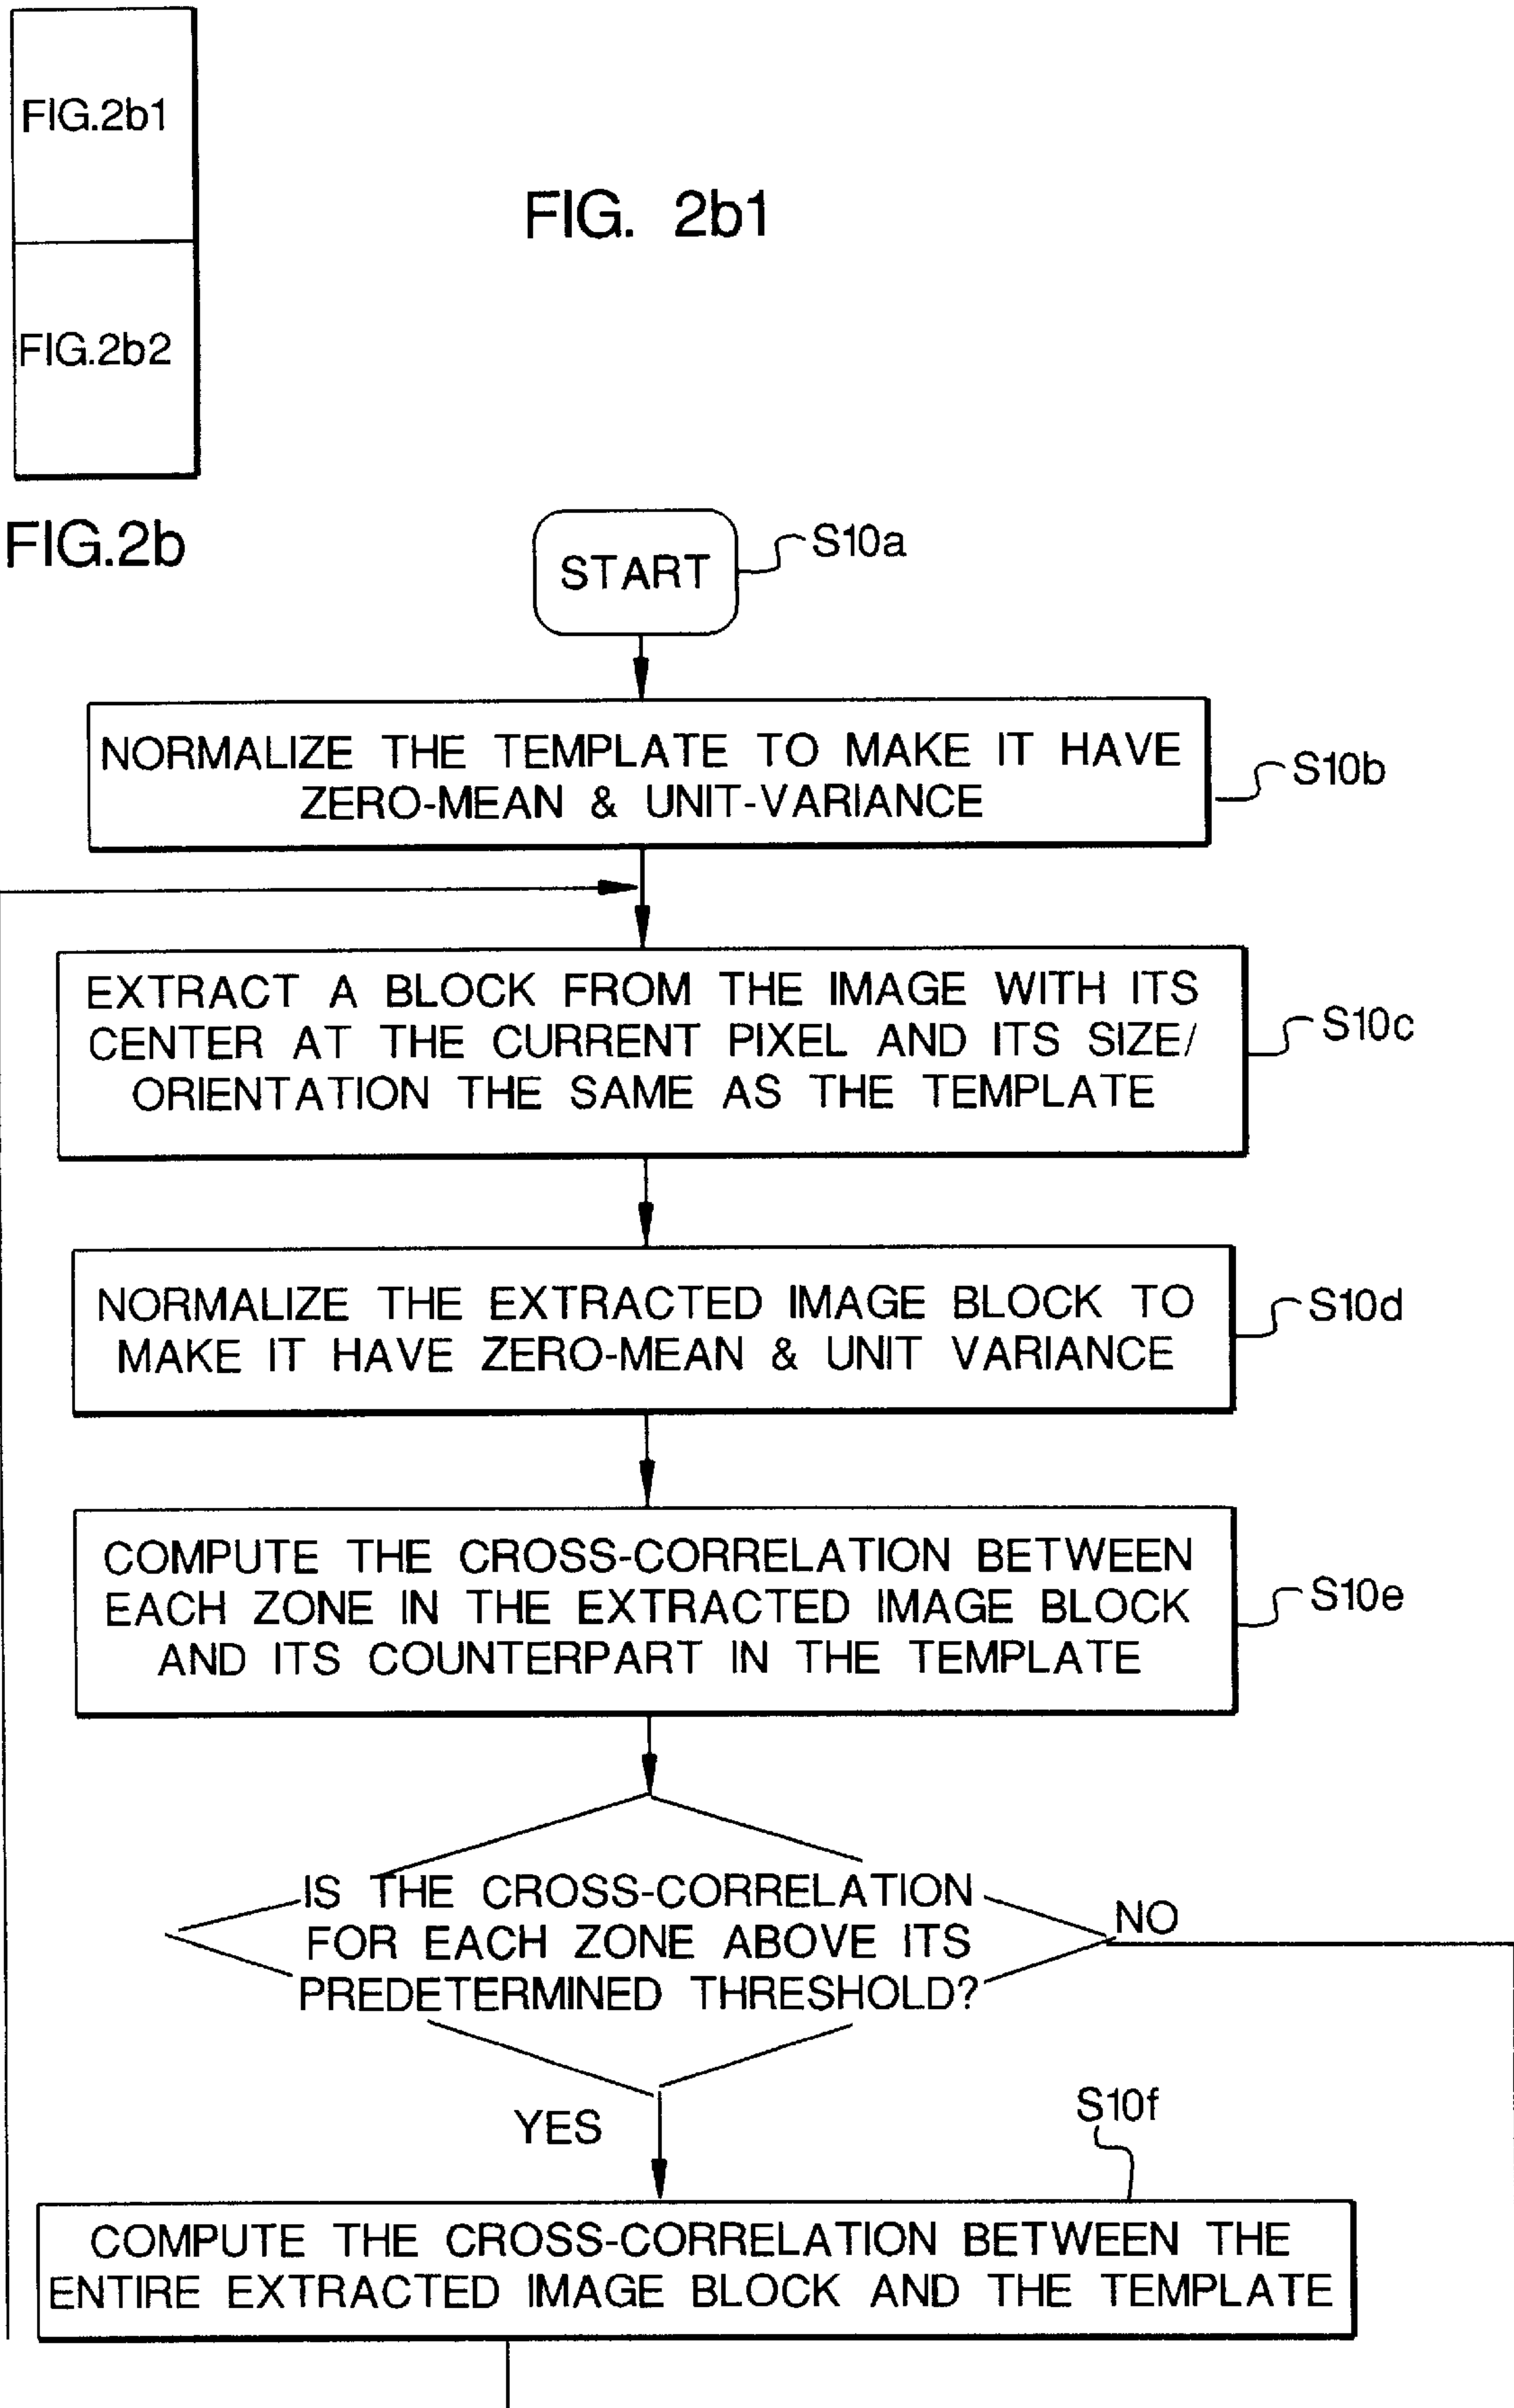 FIG.2b1
FIG. 2b1
FIG.2b2
FIG.2b
START
S10a
NORMALIZE THE TEMPLATE TO MAKE IT HAVE
ZERO-MEAN & UNIT-VARIANCE
S10b
EXTRACT A BLOCK FROM THE IMAGE WITH ITS
CENTER AT THE CURRENT PIXEL AND ITS SIZE/
ORIENTATION THE SAME AS THE TEMPLATE
S10c
NORMALIZE THE EXTRACTED IMAGE BLOCK TO
MAKE IT HAVE ZERO-MEAN & UNIT VARIANCE
S10d
COMPUTE THE CROSS-CORRELATION BETWEEN
EACH ZONE IN THE EXTRACTED IMAGE BLOCK
AND ITS COUNTERPART IN THE TEMPLATE
S10e
IS THE CROSS-CORRELATION
FOR EACH ZONE ABOVE ITS
PREDETERMINED THRESHOLD?
NO
YES
S10f
COMPUTE THE CROSS-CORRELATION BETWEEN THE
ENTIRE EXTRACTED IMAGE BLOCK AND THE TEMPLATE